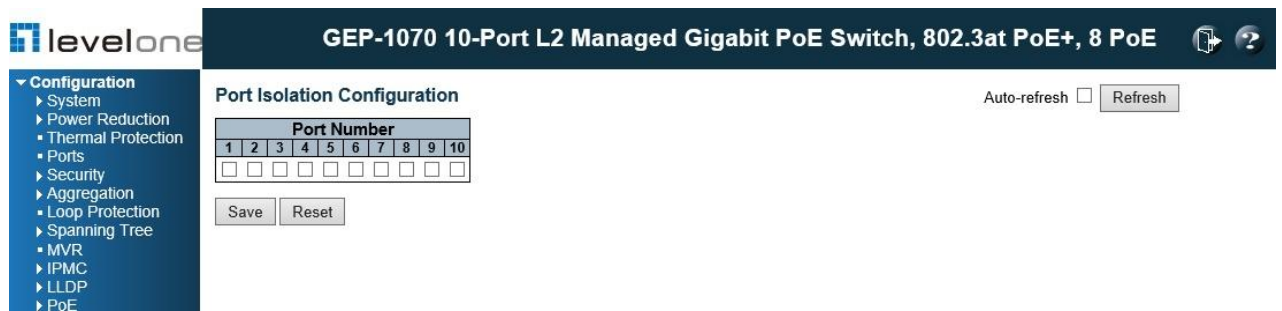 levelone
GEP-1070 10-Port L2 Managed Gigabit PoE Switch, 802.3at PoE+, 8 PoE
?
Configuration
System
Power Reduction
Thermal Protection
Ports
Security
Aggregation
Loop Protection
Spanning Tree
MVR
IPMC
LLDP
PoE
Port Isolation Configuration
Auto-refresh
Refresh
Port Number
1 2 3 4 5 6 7 8 9 10
Save Reset